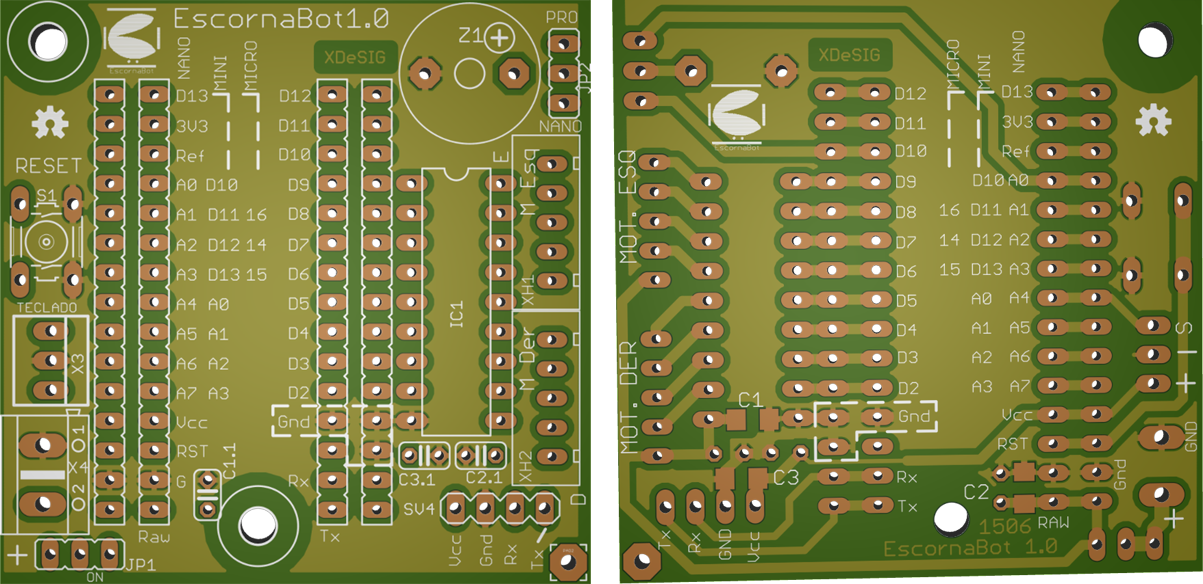 EscornaBot1.0
PRO
EscornaBot
NANO
MINI
MICRO
XDeSIG
Z1
JP2
NANO
D13
D12
3V3
D11
Ref
D10
RESET
E
M Esq
A0 D10
D9
S1
A1 D11 16
D8
A2 D12 14
D7
A3 D13 15
D6
XH1
TECLADO
A4 A0
D5
IC1
A5 A1
D4
X3
A6 A2
D3
M Der
A7 A3
D2
Vcc
Gnd
O1
RST
X4
C1.1
XH2
G
Rx
C3.1
C2.1
O2
SV4
D
Raw
Tx
Vcc
Gnd
Rx
Tx
+
JP1
ON
XDeSIG
MICRO
MINI
NANO
EscornaBot
D12
D13
D11
3V3
D10
Ref
MOT. ESQ
D9
D10 A0
D8
16 D11 A1
D7
14 D12 A2
D6
15 D13 A3
D5
A0 A4
D4
A1 A5
S
D3
A2 A6
I
MOT. DER
D2
A3 A7
+
C1
Gnd
Vcc
RST
GND
C3
Rx
C2
Gnd
Tx
RAW
+
1506
Tx
Rx
GND
Vcc
EscornaBot 1.0